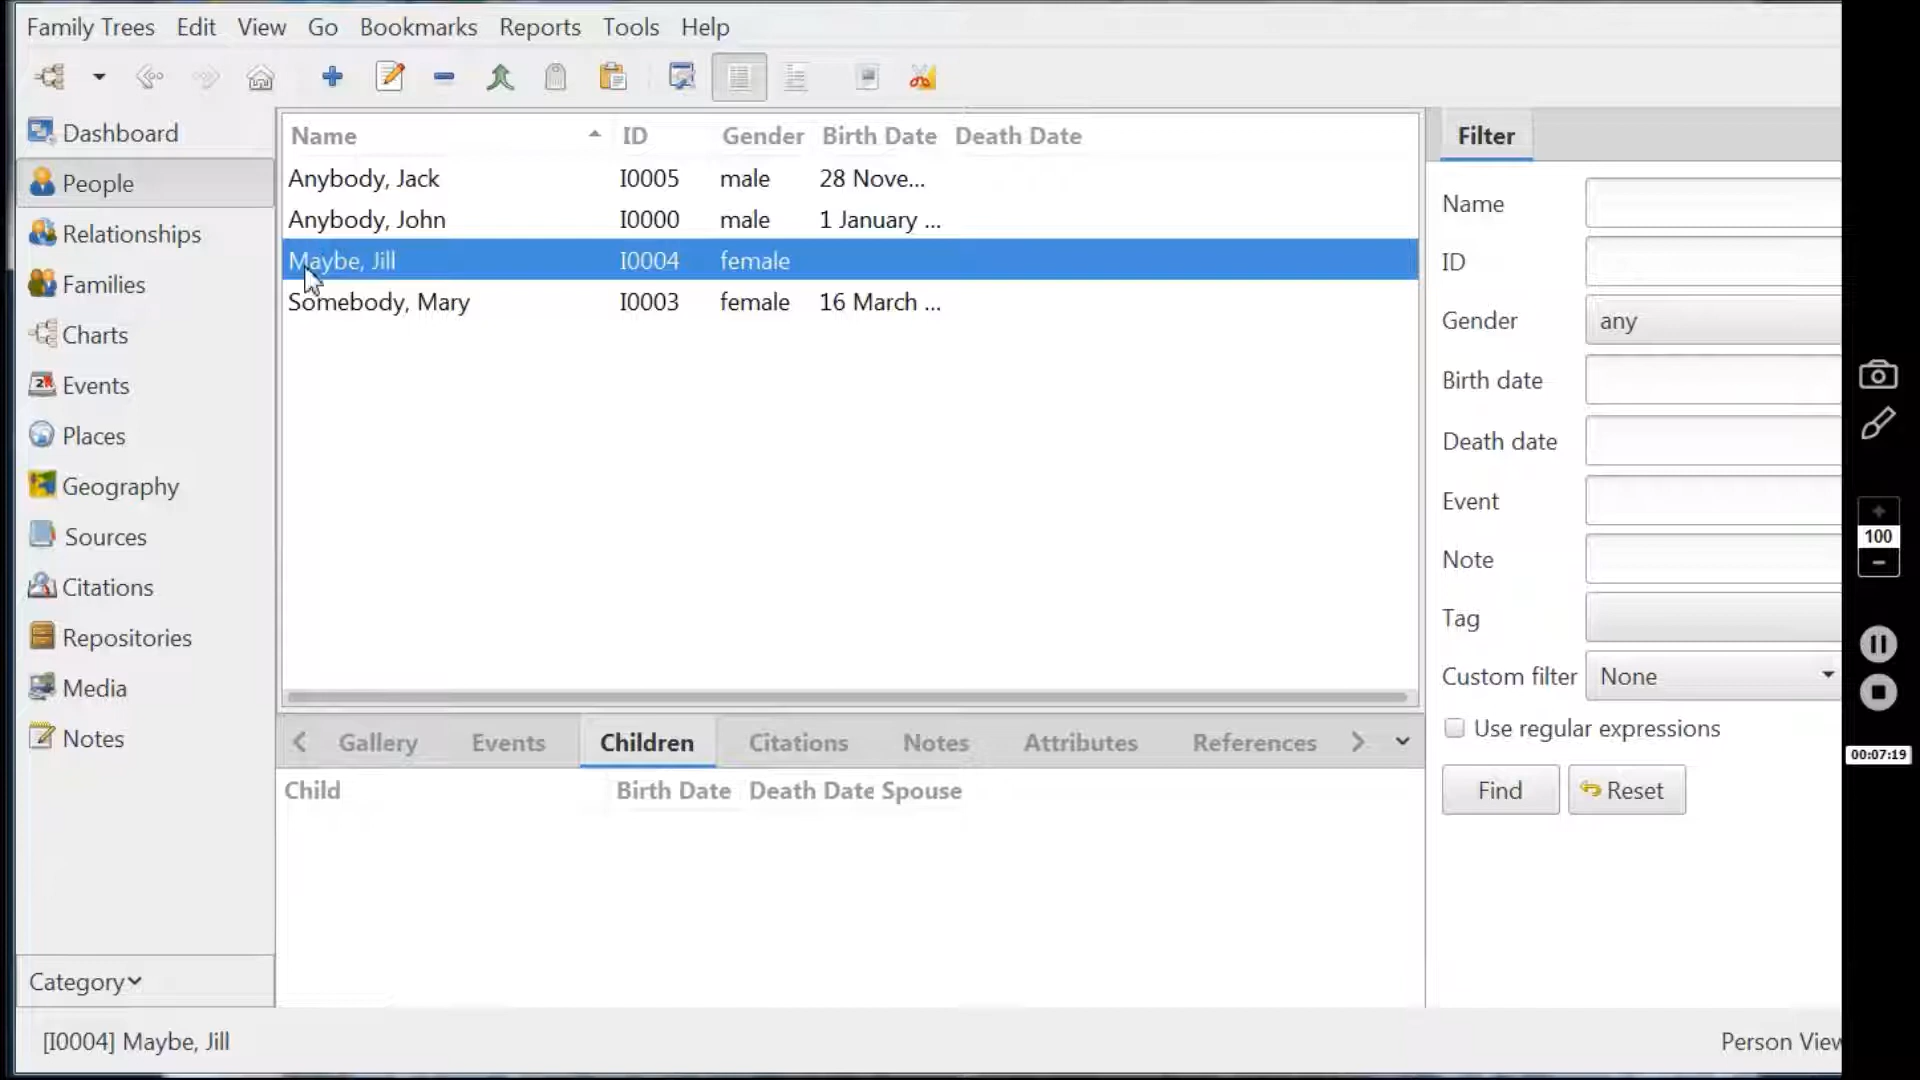 Family Trees Edit View Go Bookmarks Reports Tools Help
Dashboard
People
Relationships
Families
Charts
Events
Places
Geography
Sources
Citations
Repositories
Media
Notes
Category
Name ID Gender Birth Date Death Date
Anybody, Jack I0005 male 28 Nove...
Anybody, John I0000 male 1 January ...
Maybe, Jill I0004 female
Somebody, Mary I0003 female 16 March ...
Gallery Events Children Citations Notes Attributes References
Child Birth Date Death Date Spouse
Filter
Name
ID
Gender any
Birth date
Death date
Event
Note
Tag
Custom filter None
Use regular expressions
Find Reset
100
00:07:19
[I0004] Maybe, Jill
Person View